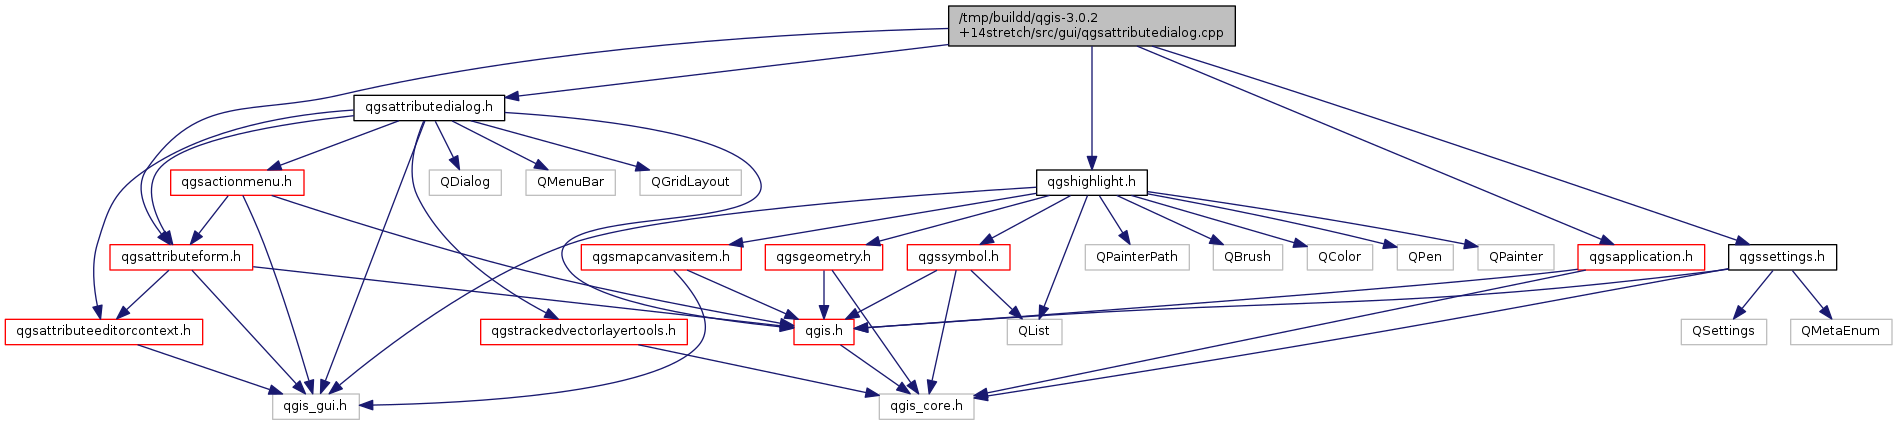 /tmp/buildd/qgis-3.0.2
+14stretch/src/gui/qgsattributedialog.cpp
qgsattributedialog.h
qgsactionmenu.h
QDialog
QMenuBar
QGridLayout
qgshighlight.h
qgsattributeform.h
qgsmapcanvasitem.h
qgsgeometry.h
qgssymbol.h
QPainterPath
QBrush
QColor
QPen
QPainter
qgsapplication.h
qgssettings.h
qgsattributeeditorcontext.h
qgstrackedvectorlayertools.h
qgis.h
QList
QSettings
QMetaEnum
qgis_gui.h
qgis_core.h